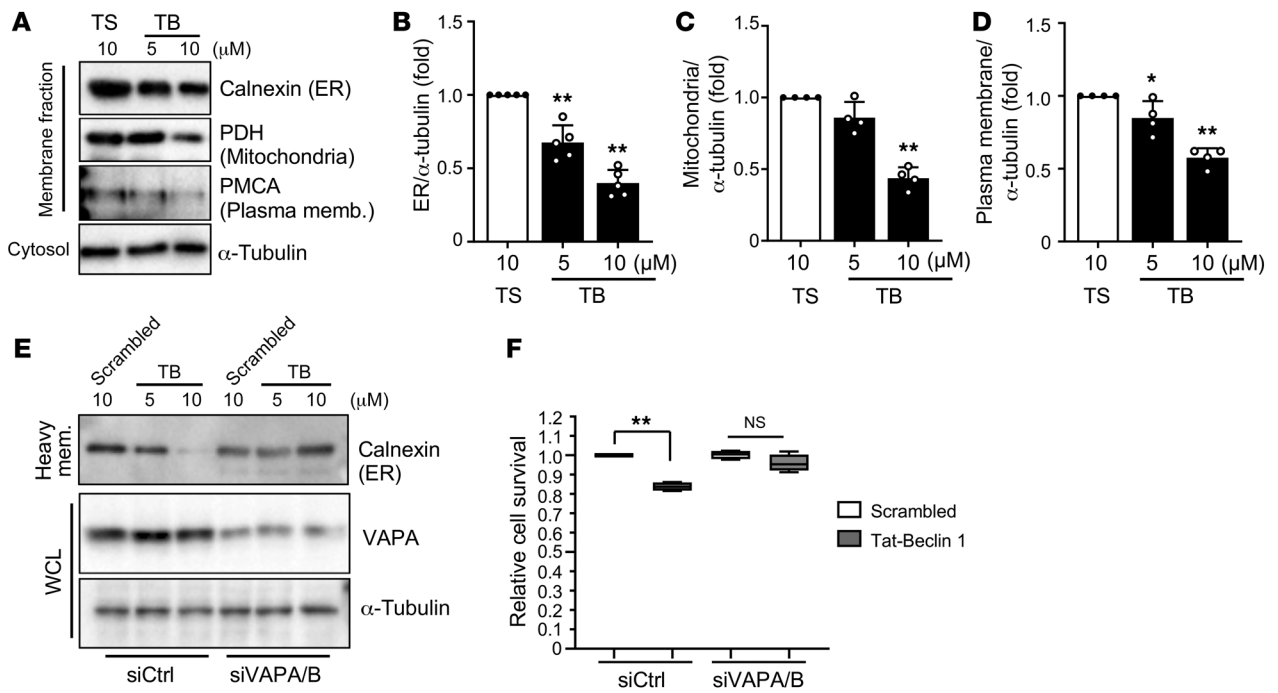 A
TS TB
10 5 10 (μM)
Membrane fraction
Calnexin (ER)
PDH
(Mitochondria)
PMCA
(Plasma memb.)
Cytosol
α-Tubulin
B
ER/α-tubulin (fold)
1.5
1.0
0.5
0
**
**
10 5 10 (μM)
TS TB
C
Mitochondria/
α-tubulin (fold)
1.5
1.0
0.5
0
**
10 5 10 (μM)
TS TB
D
Plasma membrane/
α-tubulin (fold)
1.5
1.0
0.5
0
*
**
10 5 10 (μM)
TS TB
E
Scrambled TB Scrambled TB
10 5 10 10 5 10 (μM)
Heavy
mem.
Calnexin
(ER)
WCL
VAPA
α-Tubulin
siCtrl siVAPA/B
F
Relative cell survival
1.2
1.1
1.0
0.9
0.8
0.7
0.6
0.5
0.4
0.3
0.2
0.1
0
**
NS
siCtrl siVAPA/B
Scrambled
Tat-Beclin 1